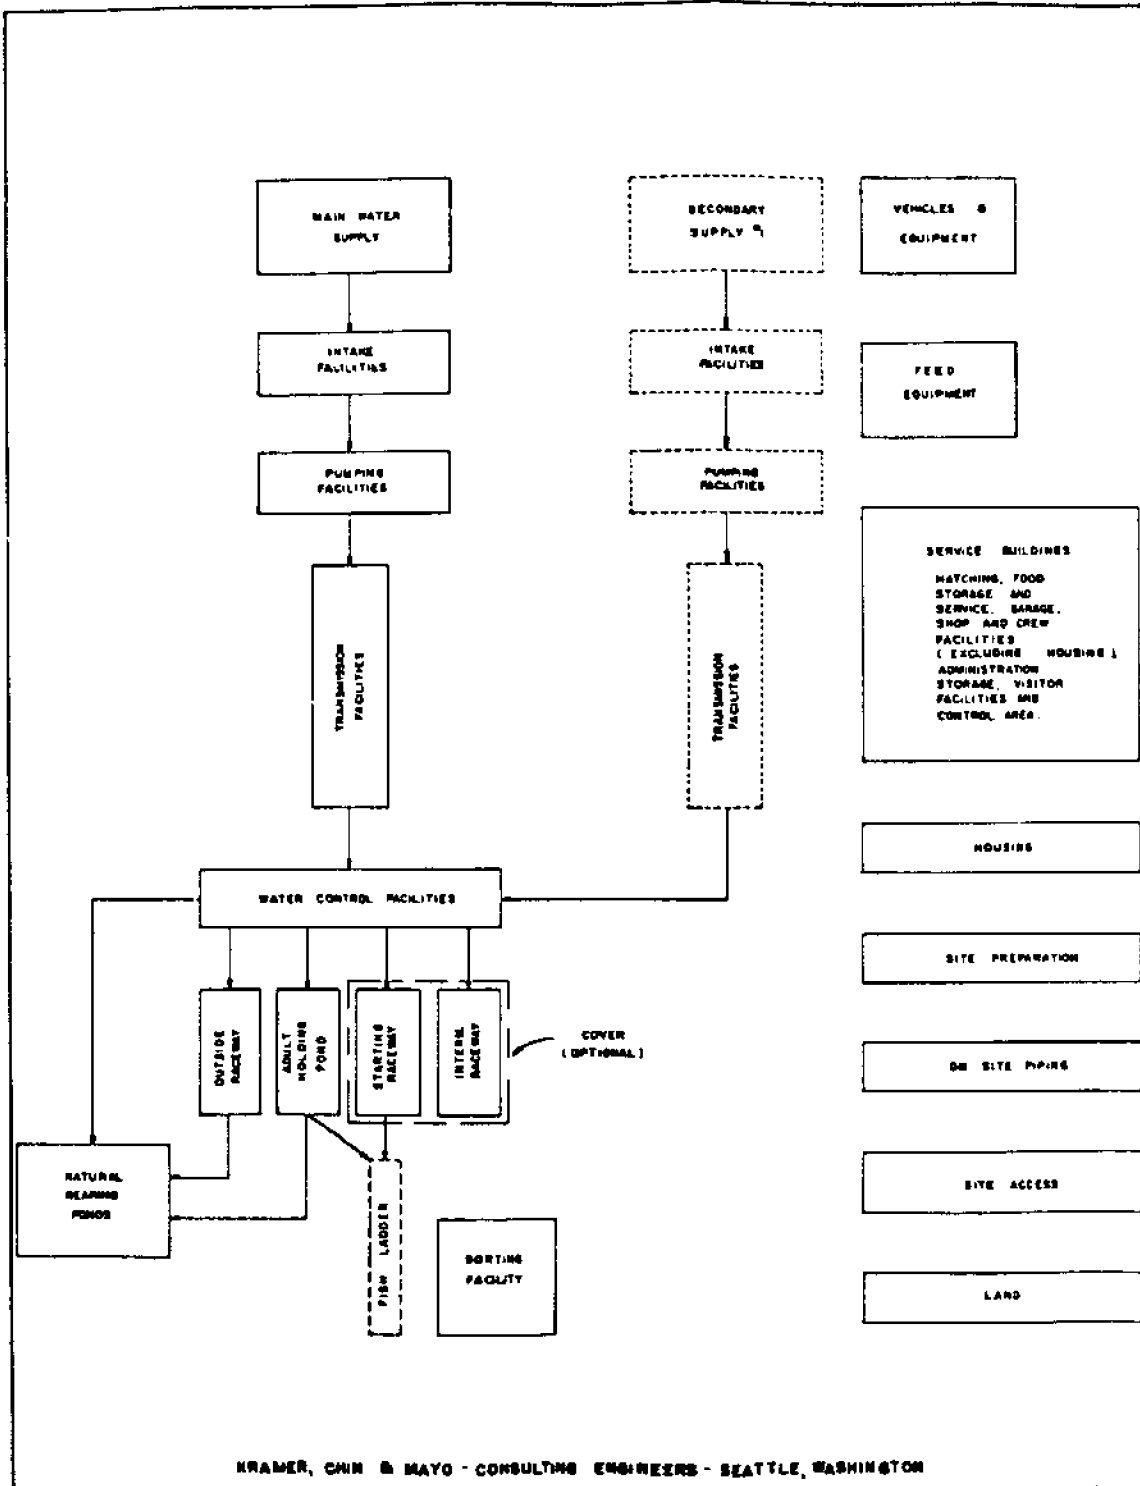 MAIN WATER
SUPPLY
INTAKE
FACILITIES
PUMPING
FACILITIES
TRANSMISSION
FACILITIES
SECONDARY
SUPPLY #1
INTAKE
FACILITIES
PUMPING
FACILITIES
TRANSMISSION
FACILITIES
WATER CONTROL FACILITIES
OUTSIDE
RACEWAY
ADULT
HOLDING
POND
STARTING
RACEWAY
INTERNL
RACEWAY
COVER
(OPTIONAL)
NATURAL
REARING
PONDS
FISH LADDER
SORTING
FACILITY
VEHICLES &
EQUIPMENT
FEED
EQUIPMENT
SERVICE BUILDINGS
HATCHING, FOOD
STORAGE AND
SERVICE, GARAGE,
SHOP AND CREW
FACILITIES
(EXCLUDING HOUSING)
ADMINISTRATION
STORAGE, VISITOR
FACILITIES AND
CONTROL AREA.
HOUSING
SITE PREPARATION
ON SITE PIPING
SITE ACCESS
LAND
KRAMER, CHIN & MAYO - CONSULTING ENGINEERS - SEATTLE, WASHINGTON